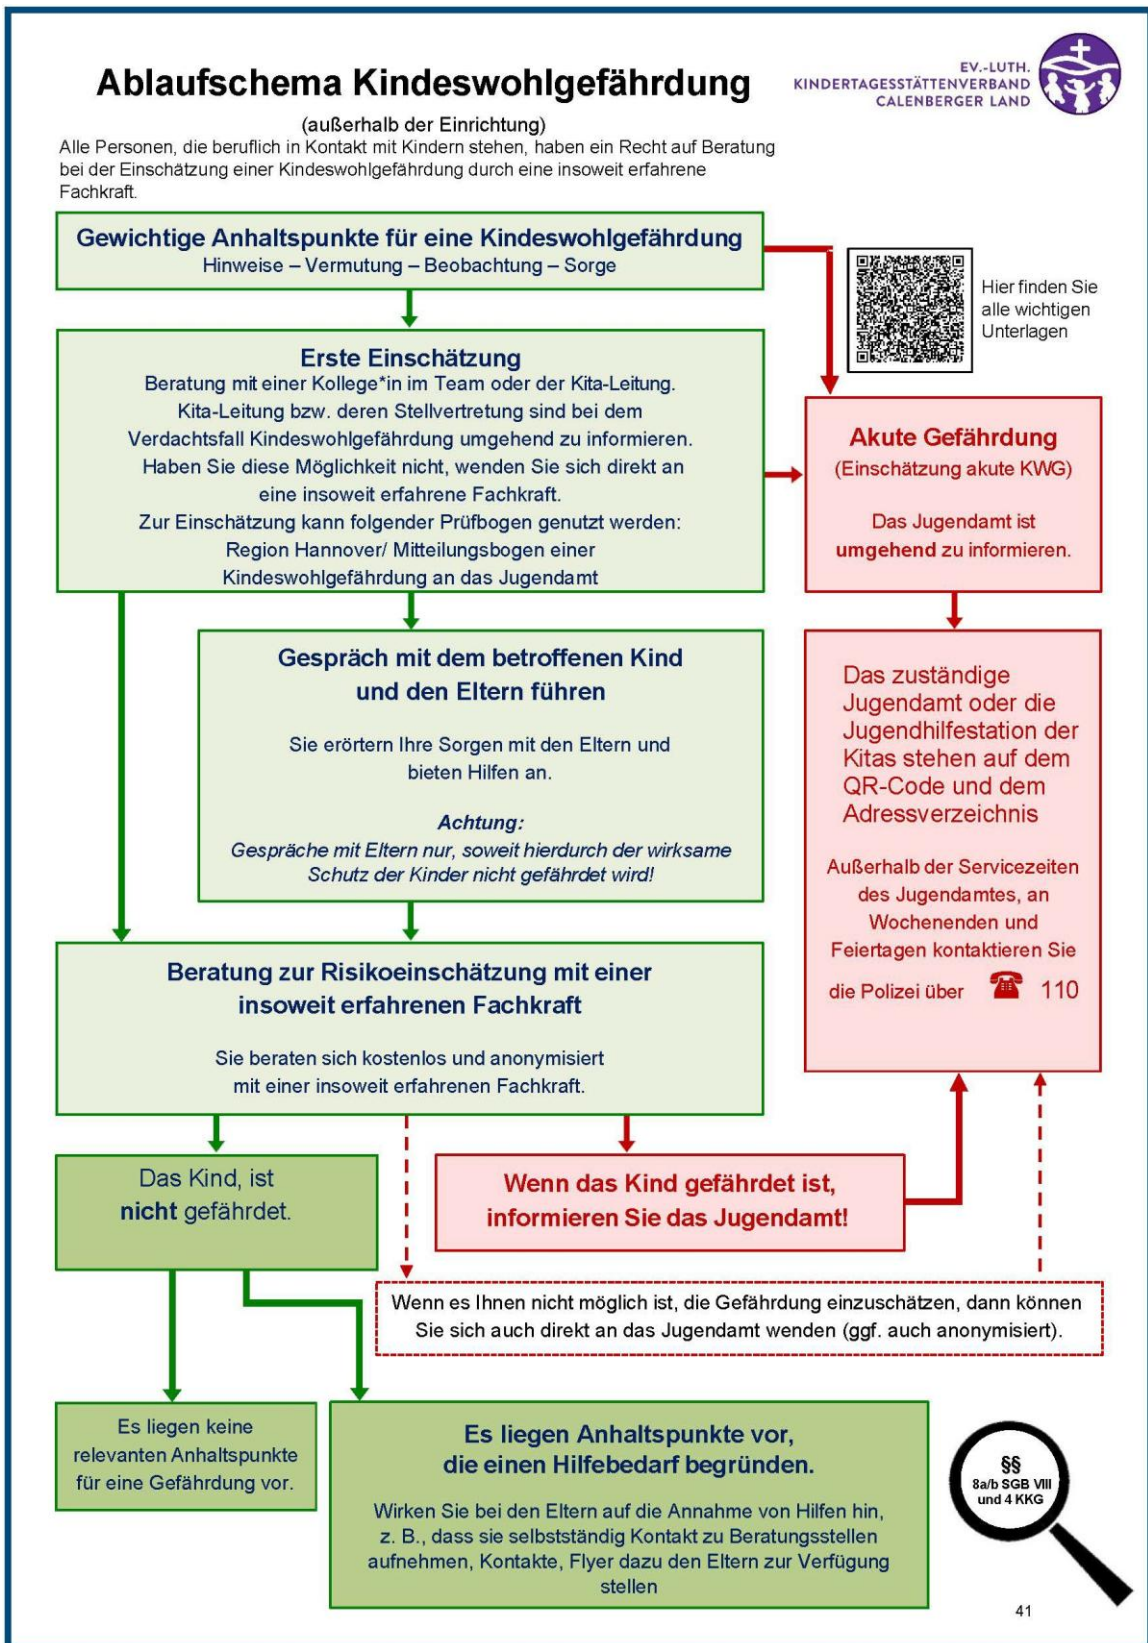 Ablaufschema Kindeswohlgefährdung
EV.-LUTH.
KINDERTAGESSTÄTTENVERBAND
CALENBERGER LAND
(außerhalb der Einrichtung)
Alle Personen, die beruflich in Kontakt mit Kindern stehen, haben ein Recht auf Beratung
bei der Einschätzung einer Kindeswohlgefährdung durch eine insoweit erfahrene
Fachkraft.
Gewichtige Anhaltspunkte für eine Kindeswohlgefährdung
Hinweise – Vermutung – Beobachtung – Sorge
Hier finden Sie
alle wichtigen
Unterlagen
Erste Einschätzung
Beratung mit einer Kollege*in im Team oder der Kita-Leitung.
Kita-Leitung bzw. deren Stellvertretung sind bei dem
Verdachtsfall Kindeswohlgefährdung umgehend zu informieren.
Haben Sie diese Möglichkeit nicht, wenden Sie sich direkt an
eine insoweit erfahrene Fachkraft.
Zur Einschätzung kann folgender Prüfbogen genutzt werden:
Region Hannover/ Mitteilungsbogen einer
Kindeswohlgefährdung an das Jugendamt
Akute Gefährdung
(Einschätzung akute KWG)
Das Jugendamt ist
umgehend zu informieren.
Gespräch mit dem betroffenen Kind
und den Eltern führen
Sie erörtern Ihre Sorgen mit den Eltern und
bieten Hilfen an.
Achtung:
Gespräche mit Eltern nur, soweit hierdurch der wirksame
Schutz der Kinder nicht gefährdet wird!
Das zuständige
Jugendamt oder die
Jugendhilfestation der
Kitas stehen auf dem
QR-Code und dem
Adressverzeichnis
Außerhalb der Servicezeiten
des Jugendamtes, an
Wochenenden und
Feiertagen kontaktieren Sie
die Polizei über ☎ 110
Beratung zur Risikoeinschätzung mit einer
insoweit erfahrenen Fachkraft
Sie beraten sich kostenlos und anonymisiert
mit einer insoweit erfahrenen Fachkraft.
Das Kind, ist
nicht gefährdet.
Wenn das Kind gefährdet ist,
informieren Sie das Jugendamt!
Wenn es Ihnen nicht möglich ist, die Gefährdung einzuschätzen, dann können
Sie sich auch direkt an das Jugendamt wenden (ggf. auch anonymisiert).
Es liegen keine
relevanten Anhaltspunkte
für eine Gefährdung vor.
Es liegen Anhaltspunkte vor,
die einen Hilfebedarf begründen.
Wirken Sie bei den Eltern auf die Annahme von Hilfen hin,
z. B., dass sie selbstständig Kontakt zu Beratungsstellen
aufnehmen, Kontakte, Flyer dazu den Eltern zur Verfügung
stellen
§§
8a/b SGB VIII
und 4 KKG
41